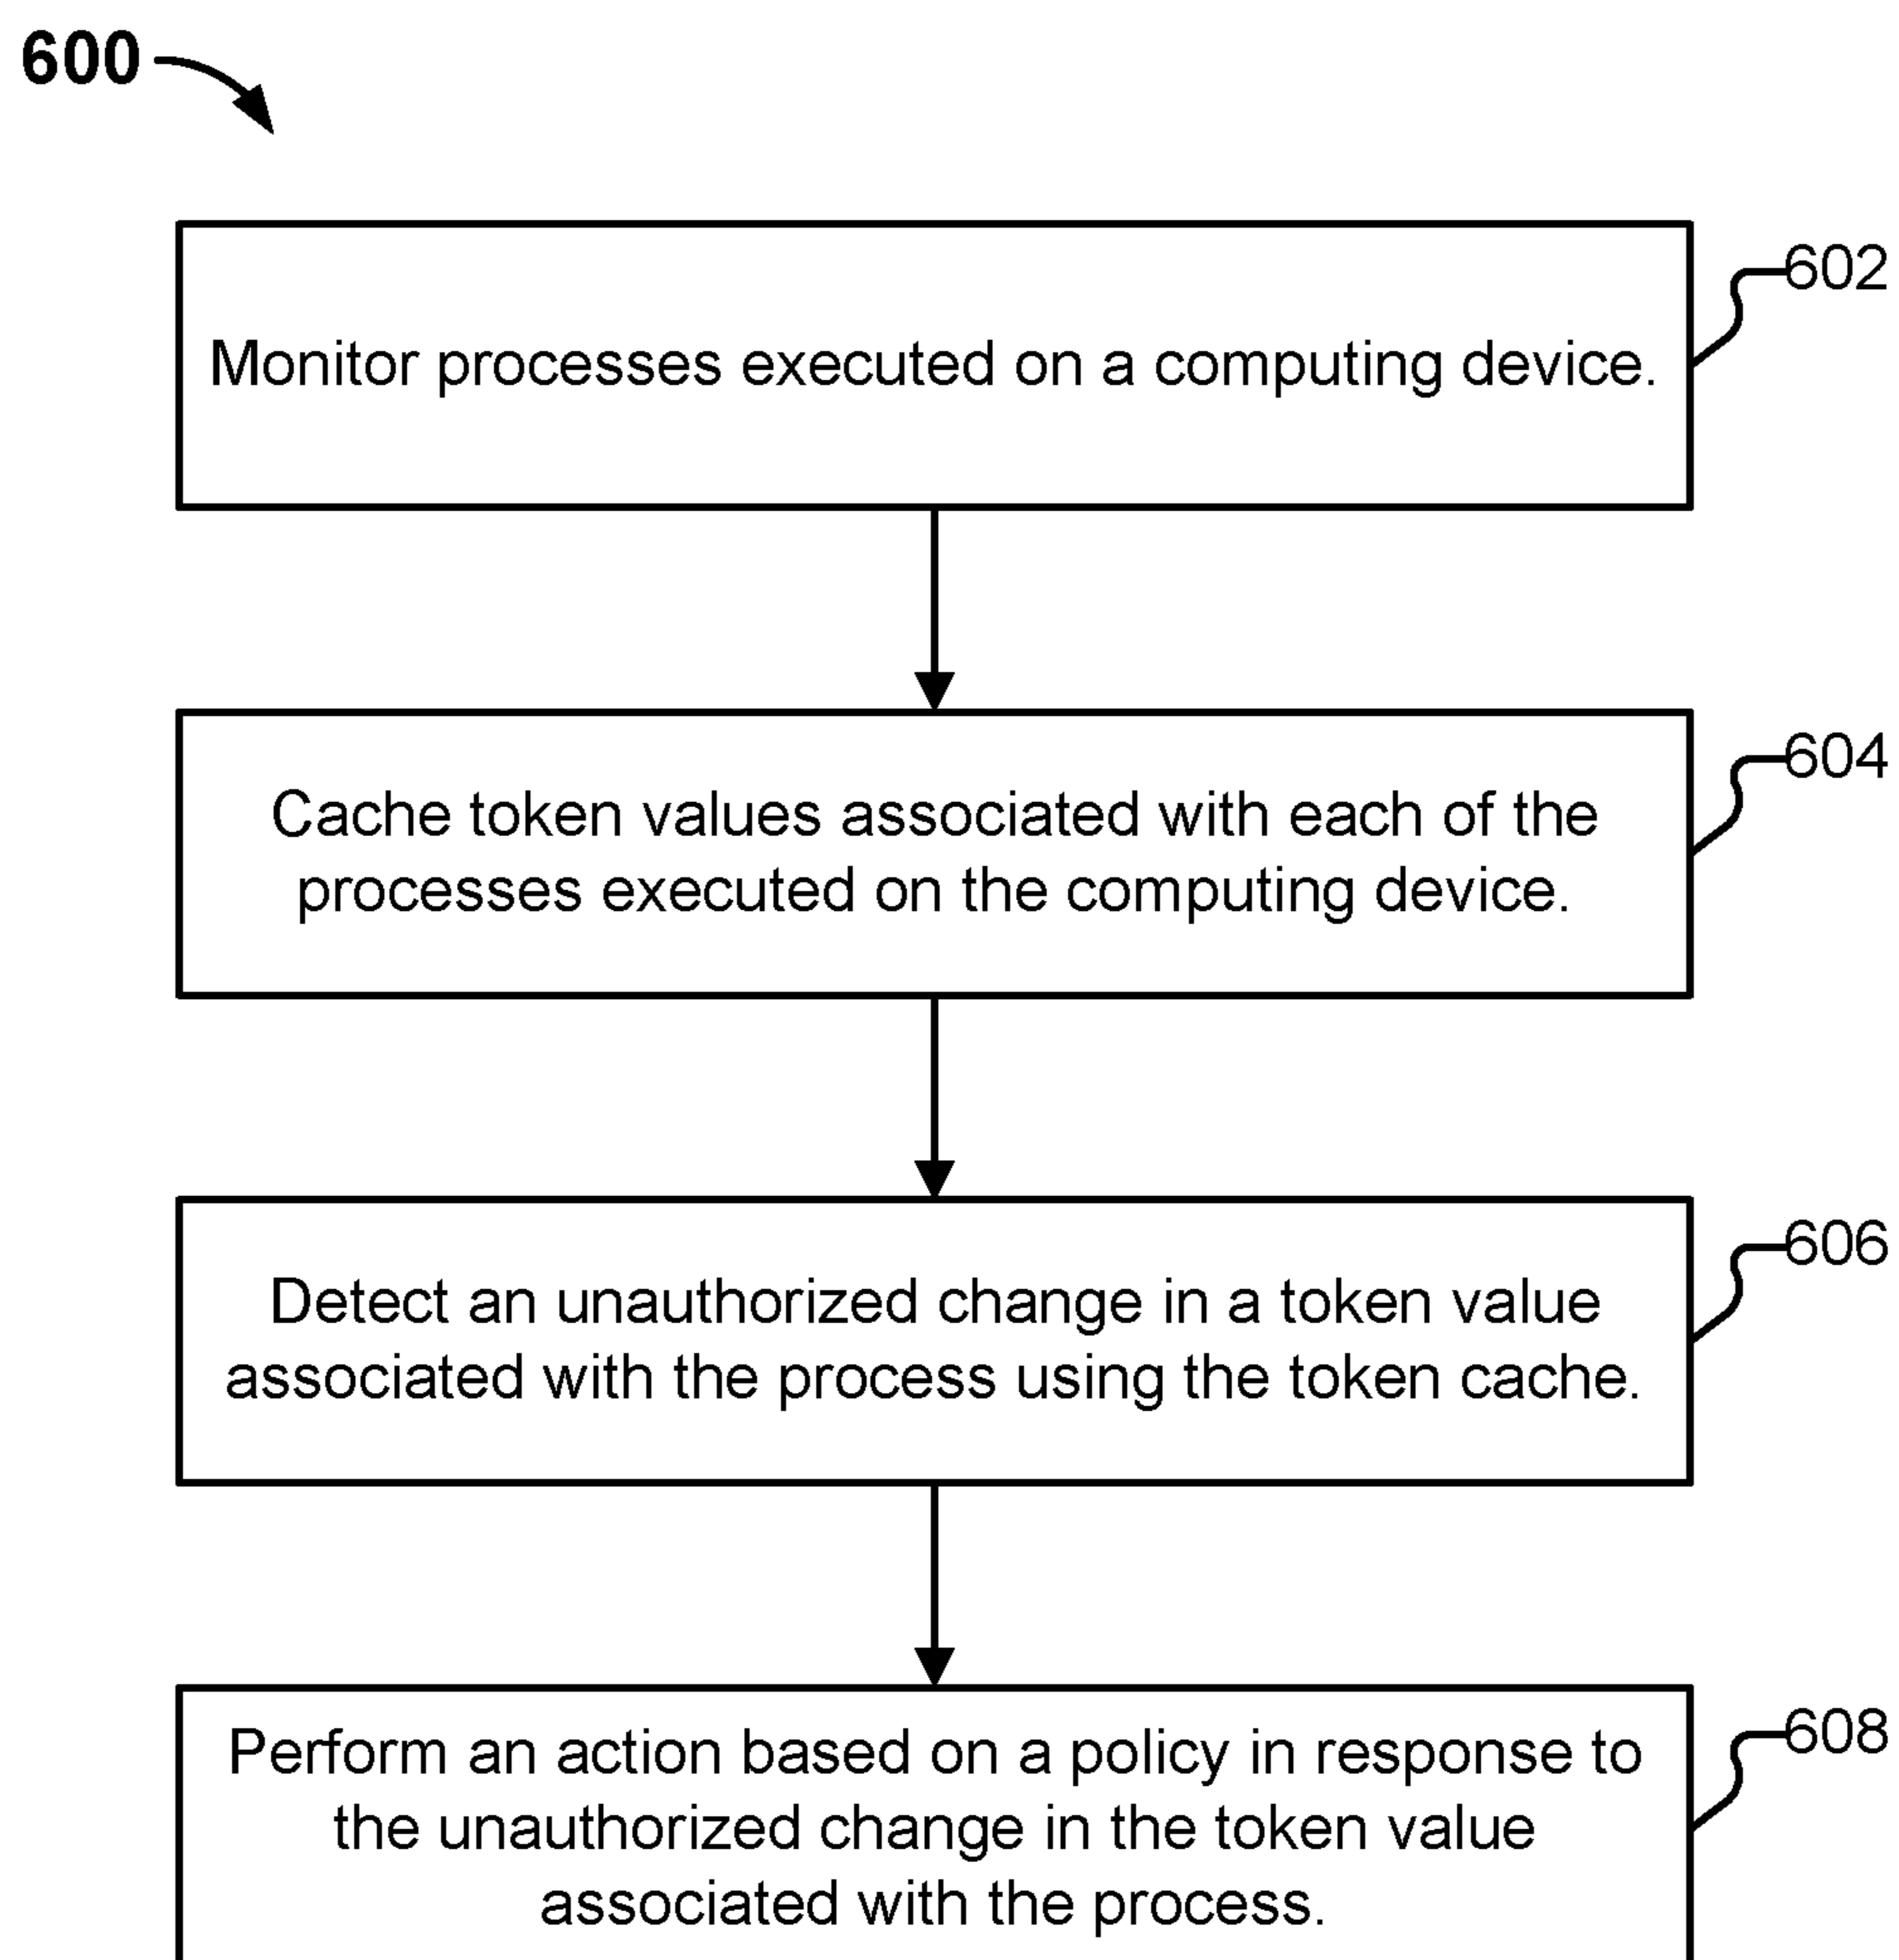 600
602
Monitor processes executed on a computing device.
604
Cache token values associated with each of the
processes executed on the computing device.
606
Detect an unauthorized change in a token value
associated with the process using the token cache.
608
Perform an action based on a policy in response to
the unauthorized change in the token value
associated with the process.